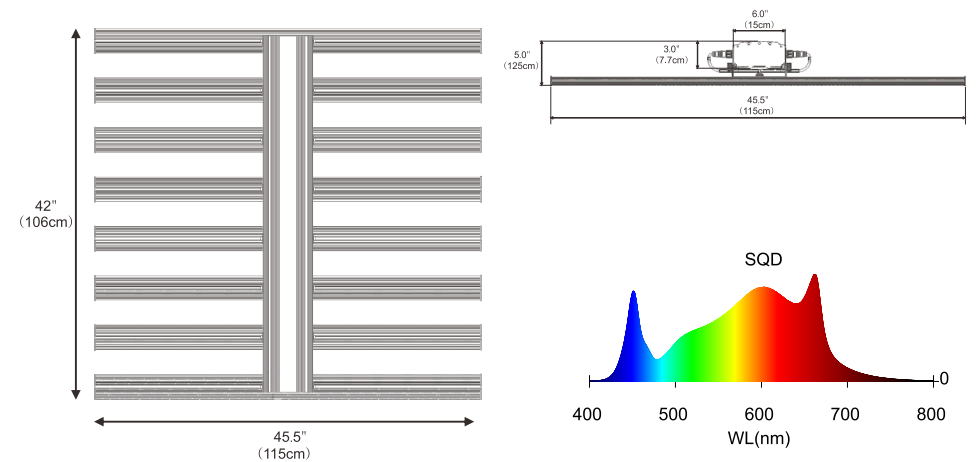 42”
（106cm）
45.5”
（115cm）
6.0”
（15cm）
5.0”
（125cm）
3.0”
（7.7cm）
45.5”
（115cm）
SQD
0
400 500 600 700 800
WL(nm)